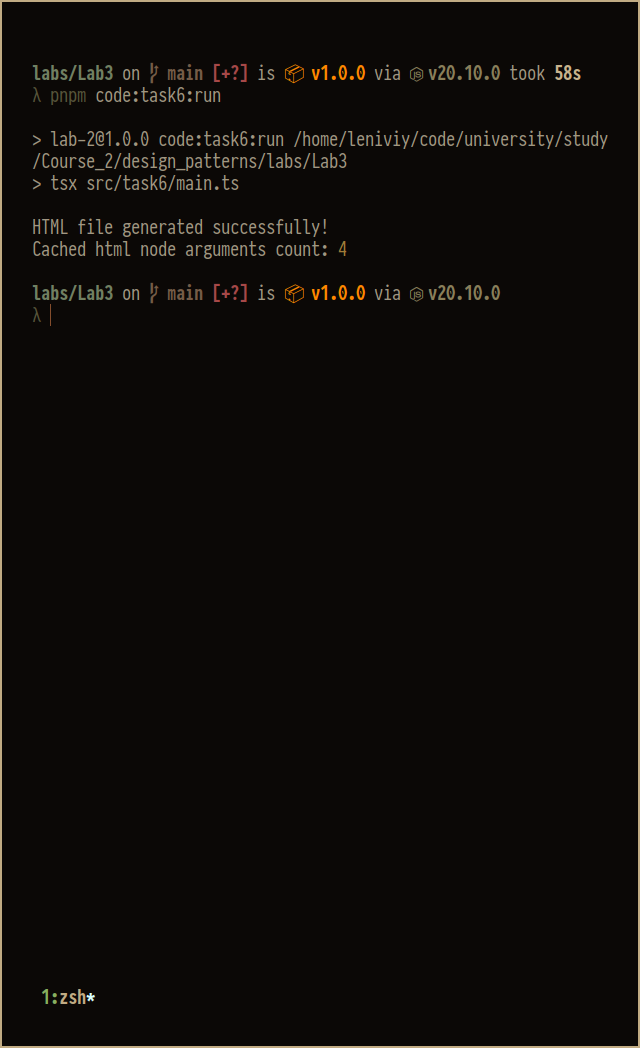 labs/Lab3 on main [+?] is 📦 v1.0.0 via v20.10.0 took 58s
λ pnpm code:task6:run
> lab-2@1.0.0 code:task6:run /home/leniviy/code/university/study
/Course_2/design_patterns/labs/Lab3
> tsx src/task6/main.ts
HTML file generated successfully!
Cached html node arguments count: 4
labs/Lab3 on main [+?] is 📦 v1.0.0 via v20.10.0
λ
1:zsh*